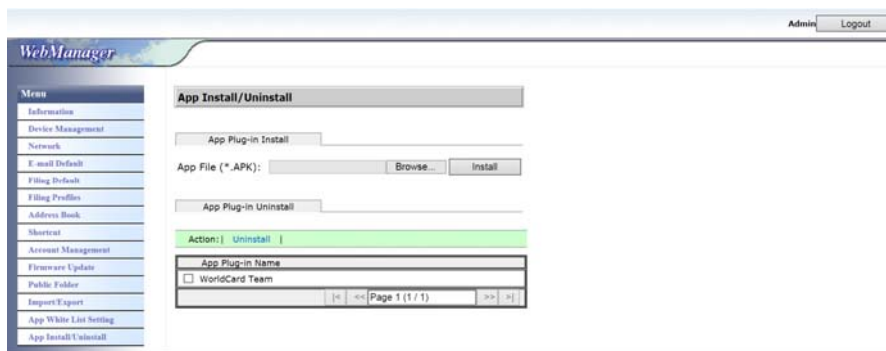 Admin Logout
WebManager
Menu
Information
Device Management
Network
E-mail Default
Filing Default
Filing Profiles
Address Book
Shortcut
Account Management
Firmware Update
Public Folder
Import/Export
App White List Setting
App Install/Uninstall
App Install/Uninstall
App Plug-in Install
App File (*.APK): Browse... Install
App Plug-in Uninstall
Action: | Uninstall |
App Plug-in Name
WorldCard Team
|< << Page 1 (1 / 1) >> >|